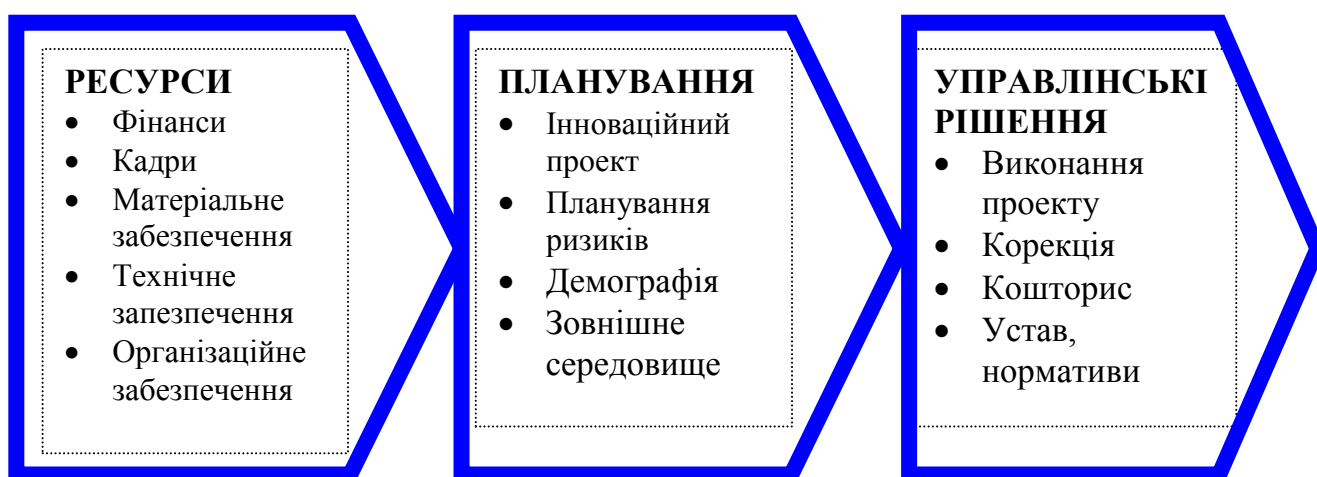 РЕСУРСИ
• Фінанси
• Кадри
• Матеріальне
забезпечення
• Технічне
запезпечення
• Організаційне
забезпечення
ПЛАНУВАННЯ
• Інноваційний
проект
• Планування
ризиків
• Демографія
• Зовнішнє
середовище
УПРАВЛІНСЬКІ
РІШЕННЯ
• Виконання
проекту
• Корекція
• Кошторис
• Устав,
нормативи